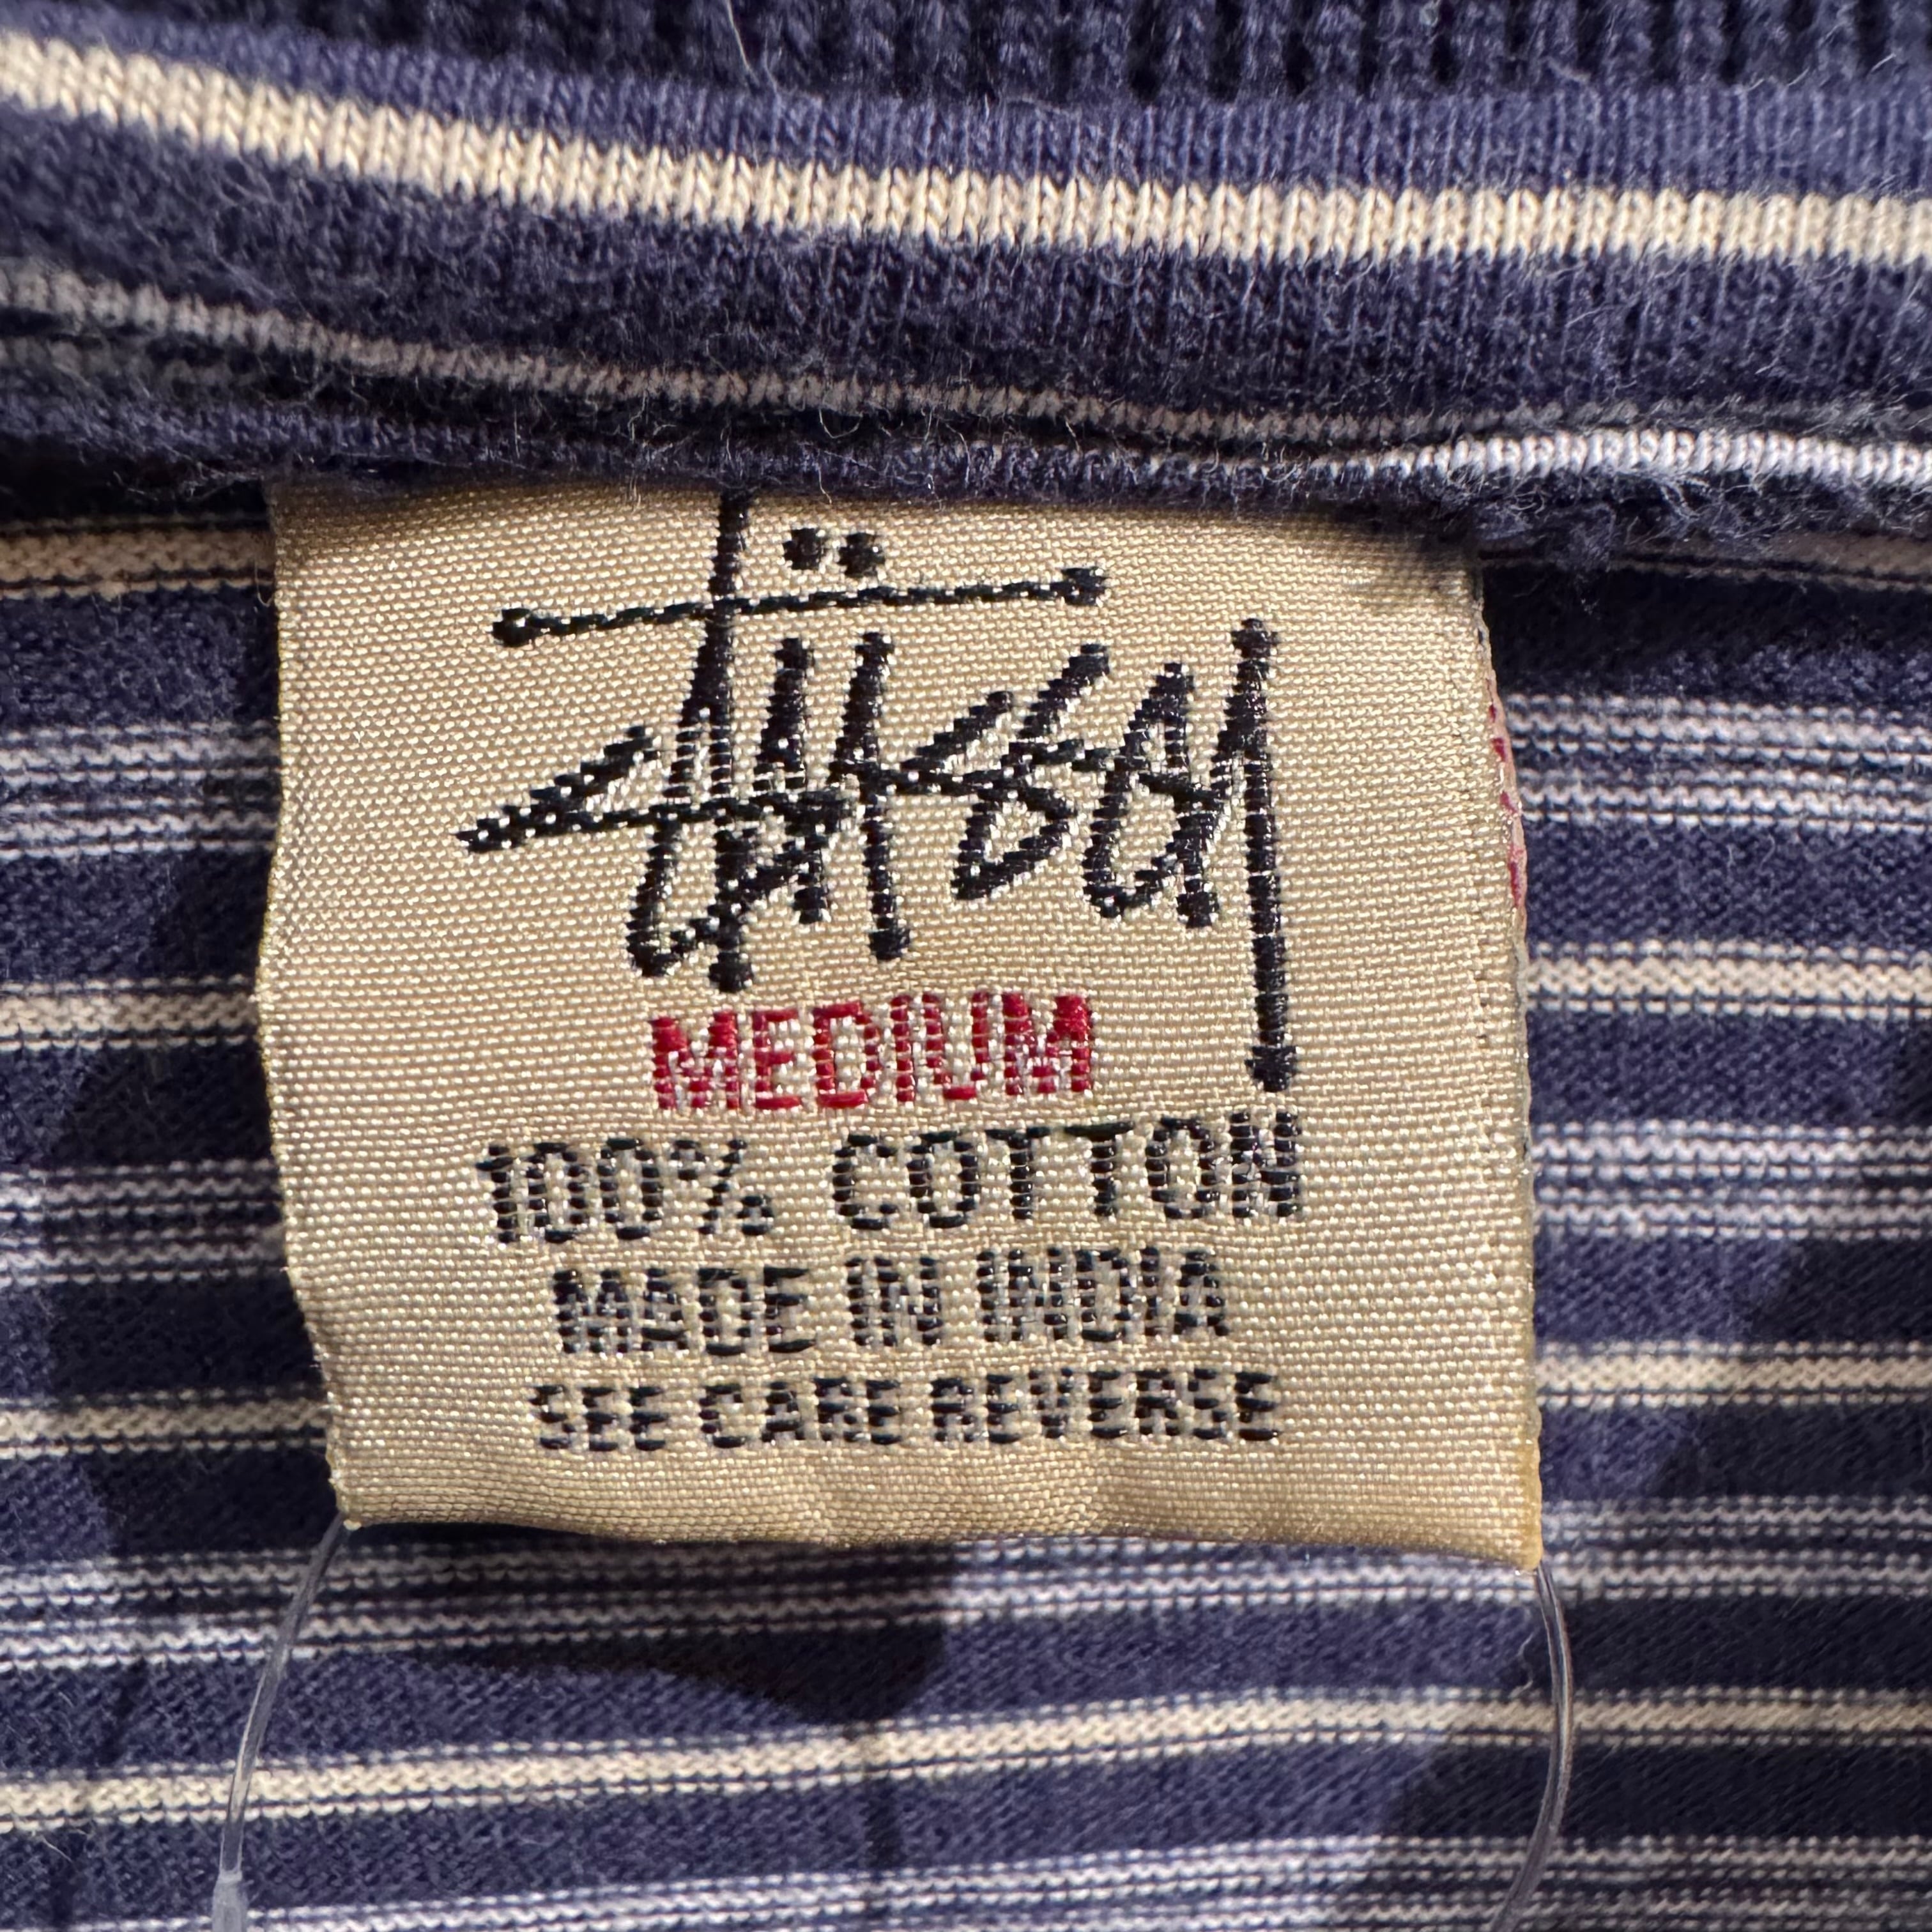 Stüssy
MEDIUM
100% COTTON
MADE IN INDIA
SEE CARE REVERSE